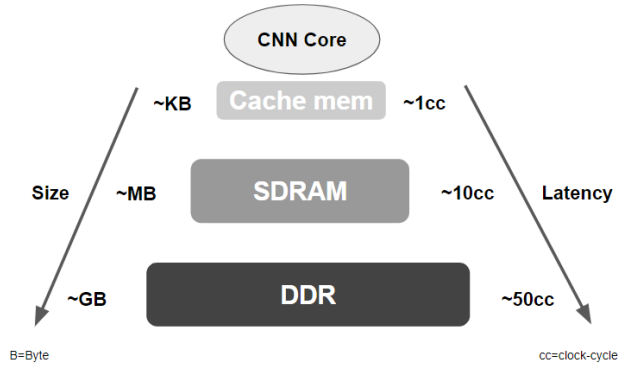 CNN Core
~KB
Cache mem
~1cc
Size
~MB
SDRAM
~10cc
Latency
~GB
DDR
~50cc
B=Byte
cc=clock-cycle